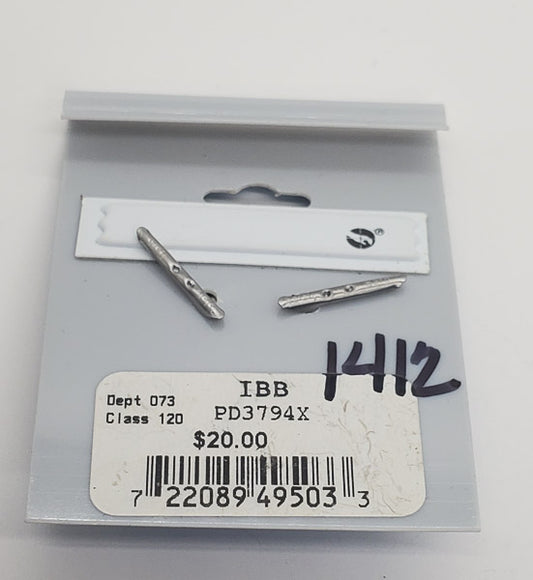 ®
1412
IBB
Dept 073
PD3794X
Class 120
$20.00
7 22089 49503 3